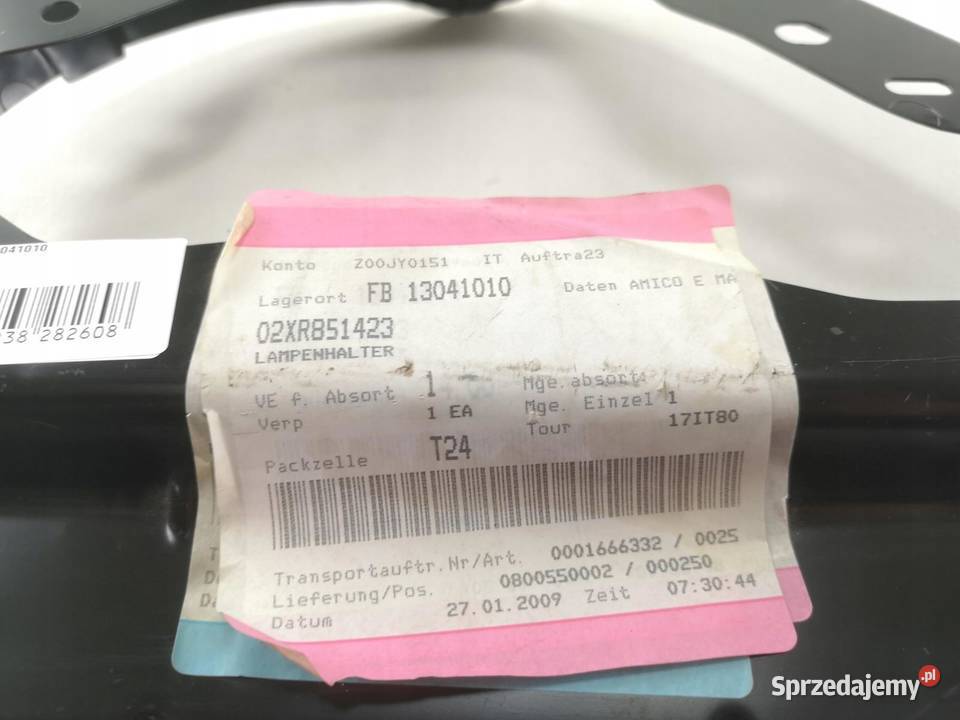 041010
38 282608
Konto Z00JY0151 IT Auftra23
Lagerort FB 13041010 Daten AMICO E MA
02XR851423
LAMPENHALTER
VE f. Absort 1 Mge.absort
Verp 1 EA Mge. Einzel 1
Tour 17IT80
Packzelle T24
Transportauftr.Nr/Art. 0001666332 / 0025
Lieferung/Pos. 0800550002 / 000250
Datum 27.01.2009 Zeit 07:30:44
T
D
Da
Sprzedajemy.pl